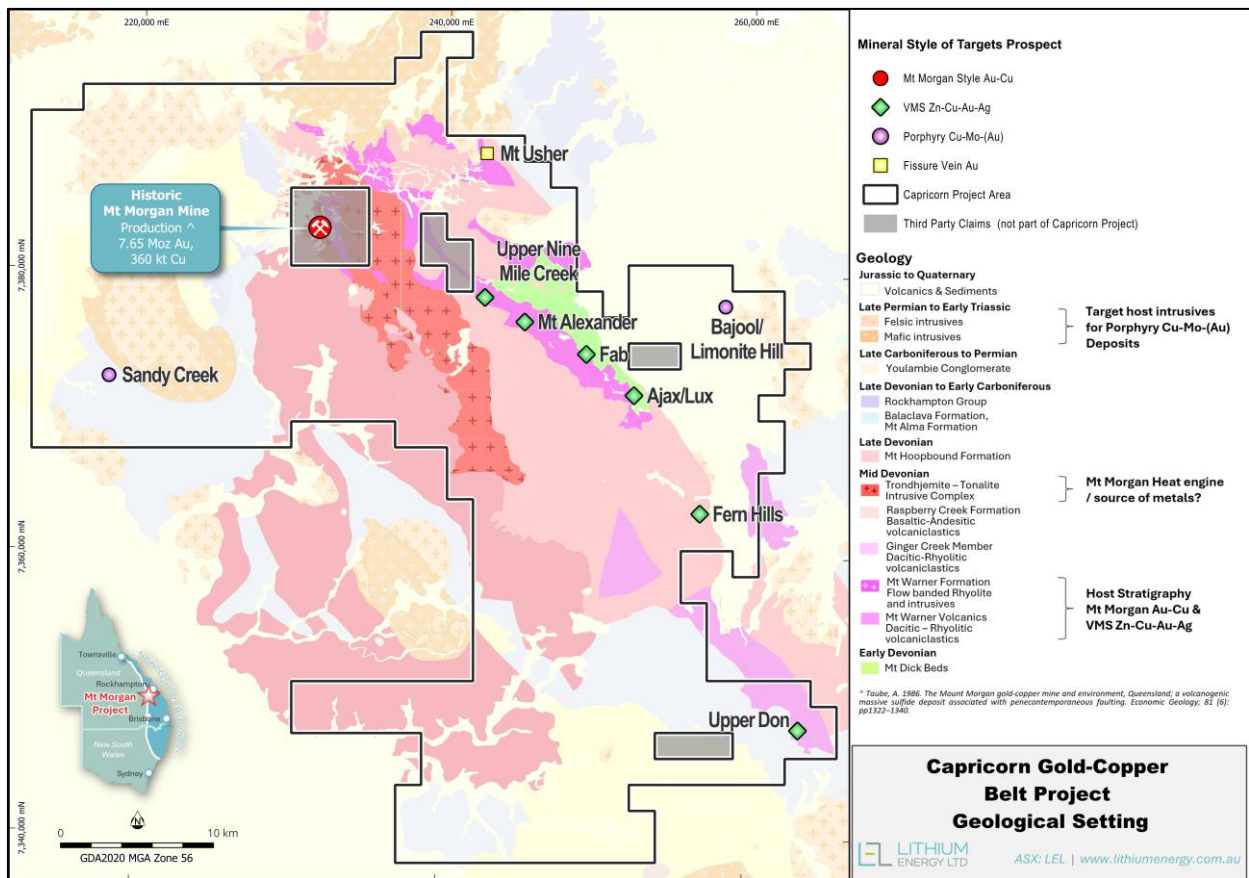 220,000 mE
240,000 mE
260,000 mE
7,380,000 mN
7,360,000 mN
7,340,000 mN
Mt Usher
Historic
Mt Morgan Mine
Production ^
7.65 Moz Au,
360 kt Cu
Upper Nine
Mile Creek
Mt Alexander
Bajool/
Limonite Hill
Fab
Sandy Creek
Ajax/Lux
Fern Hills
Upper Don
Townsville
Queensland
Rockhampton
Mt Morgan
Project
Brisbane
New South
Wales
Sydney
N
0 10 km
GDA2020 MGA Zone 56
Mineral Style of Targets Prospect
Mt Morgan Style Au-Cu
VMS Zn-Cu-Au-Ag
Porphyry Cu-Mo-(Au)
Fissure Vein Au
Capricorn Project Area
Third Party Claims (not part of Capricorn Project)
Geology
Jurassic to Quaternary
Volcanics & Sediments
Late Permian to Early Triassic
Felsic intrusives
Mafic intrusives
Target host intrusives
for Porphyry Cu-Mo-(Au)
Deposits
Late Carboniferous to Permian
Youlambie Conglomerate
Late Devonian to Early Carboniferous
Rockhampton Group
Balaclava Formation,
Mt Alma Formation
Late Devonian
Mt Hoopbound Formation
Mid Devonian
Trondhjemite – Tonalite
Intrusive Complex
Mt Morgan Heat engine
/ source of metals?
Raspberry Creek Formation
Basaltic-Andesitic
volcaniclastics
Ginger Creek Member
Dacitic-Rhyolitic
volcaniclastics
Mt Warner Formation
Flow banded Rhyolite
and intrusives
Mt Warner Volcanics
Dacitic – Rhyolitic
volcaniclastics
Host Stratigraphy
Mt Morgan Au-Cu &
VMS Zn-Cu-Au-Ag
Early Devonian
Mt Dick Beds
^ Taube, A. 1986. The Mount Morgan gold-copper mine and environment, Queensland; a volcanogenic
massive sulfide deposit associated with penecontemporaneous faulting. Economic Geology; 81 (6):
pp1322–1340.
Capricorn Gold-Copper
Belt Project
Geological Setting
LEL LITHIUM
ENERGY LTD
ASX: LEL | www.lithiumenergy.com.au